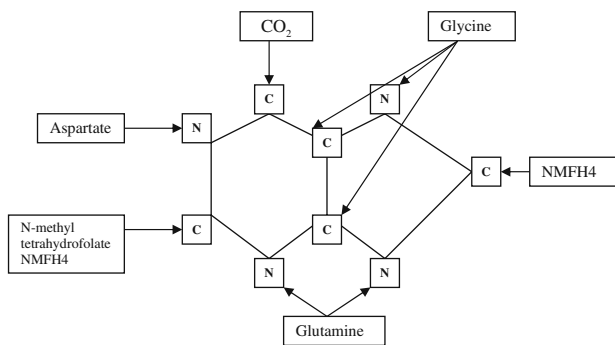 CO₂
Glycine
C
N
Aspartate
N
C
C
NMFH4
N-methyl
tetrahydrofolate
NMFH4
C
C
N
N
Glutamine